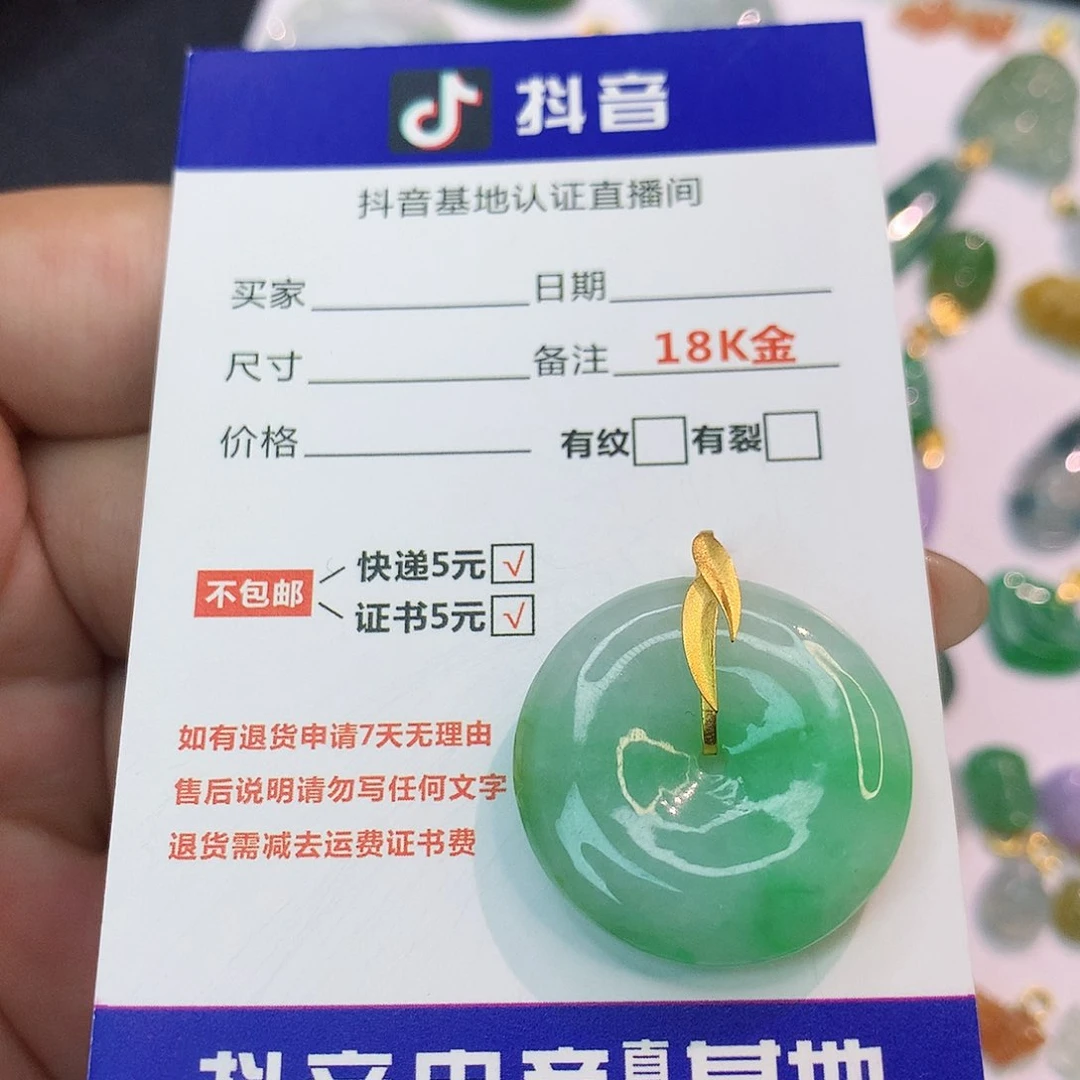 抖音
抖音基地认证直播间
买家 日期
尺寸 备注 18K金
价格 有纹 有裂
不包邮 快递5元 √
证书5元 √
如有退货申请7天无理由
售后说明请勿写任何文字
退货需减去运费证书费
基地